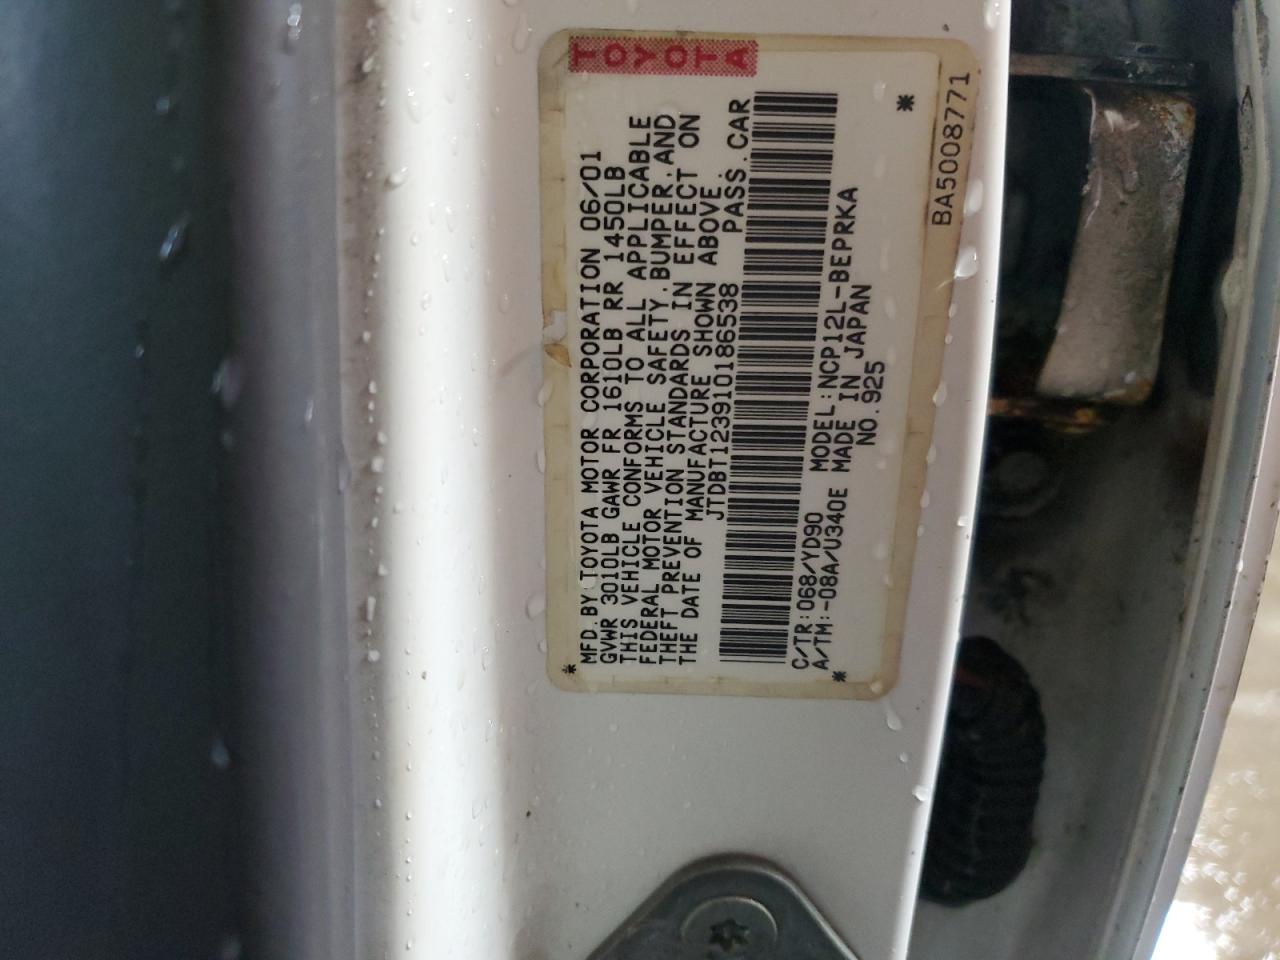 TOYOTA
MFD. BY TOYOTA MOTOR CORPORATION 06/01
GVWR 3010LB GAWR FR 1610LB RR 1450LB
THIS VEHICLE CONFORMS TO ALL APPLICABLE
FEDERAL MOTOR VEHICLE SAFETY, BUMPER, AND
THEFT PREVENTION STANDARDS IN EFFECT ON
THE DATE OF MANUFACTURE SHOWN ABOVE.
JTDBT123910186538 PASS. CAR
C/TR:068/YD90 MODEL:NCP12L-BEPRKA
A/TM:-08A/U340E MADE IN JAPAN
NO.925
BA5008771